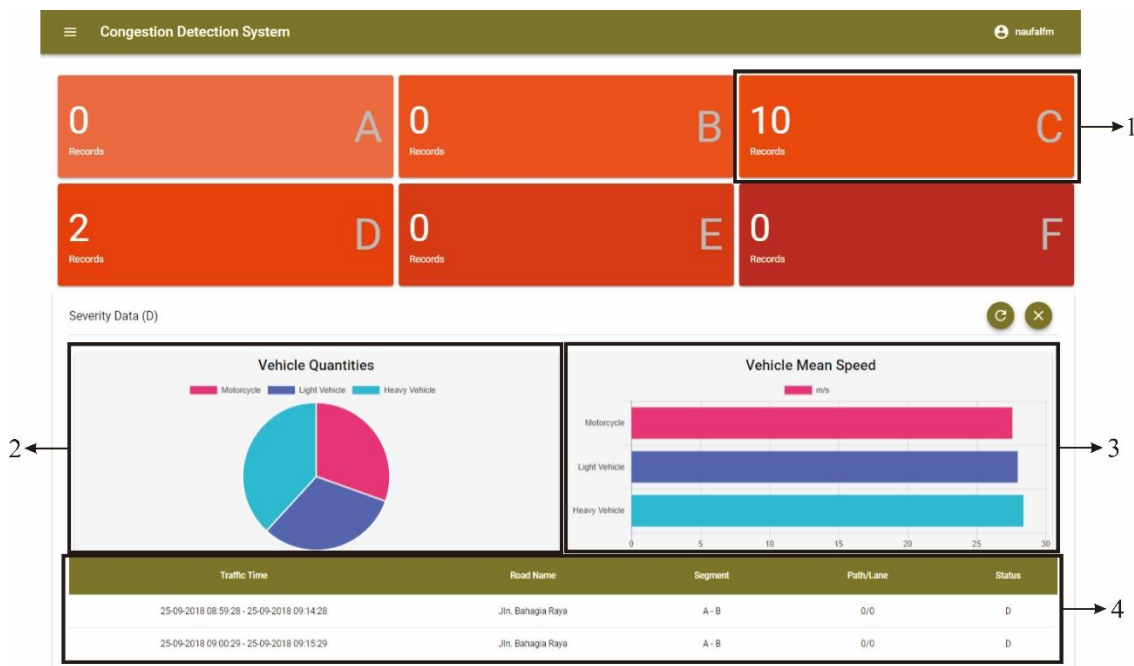 Congestion Detection System
naufalfm
0
Records
A
0
Records
B
10
Records
C
1
2
Records
D
0
Records
E
0
Records
F
Severity Data (D)
Vehicle Quantities
Motorcycle Light Vehicle Heavy Vehicle
2
Vehicle Mean Speed
m/s
Motorcycle
Light Vehicle
Heavy Vehicle
0 5 10 15 20 25 30
3
Traffic Time Road Name Segment Path/Lane Status
25-09-2018 08:59:28 - 25-09-2018 09:14:28 Jln. Bahagia Raya A - B 0/0 D
25-09-2018 09:00:29 - 25-09-2018 09:15:29 Jln. Bahagia Raya A - B 0/0 D
4